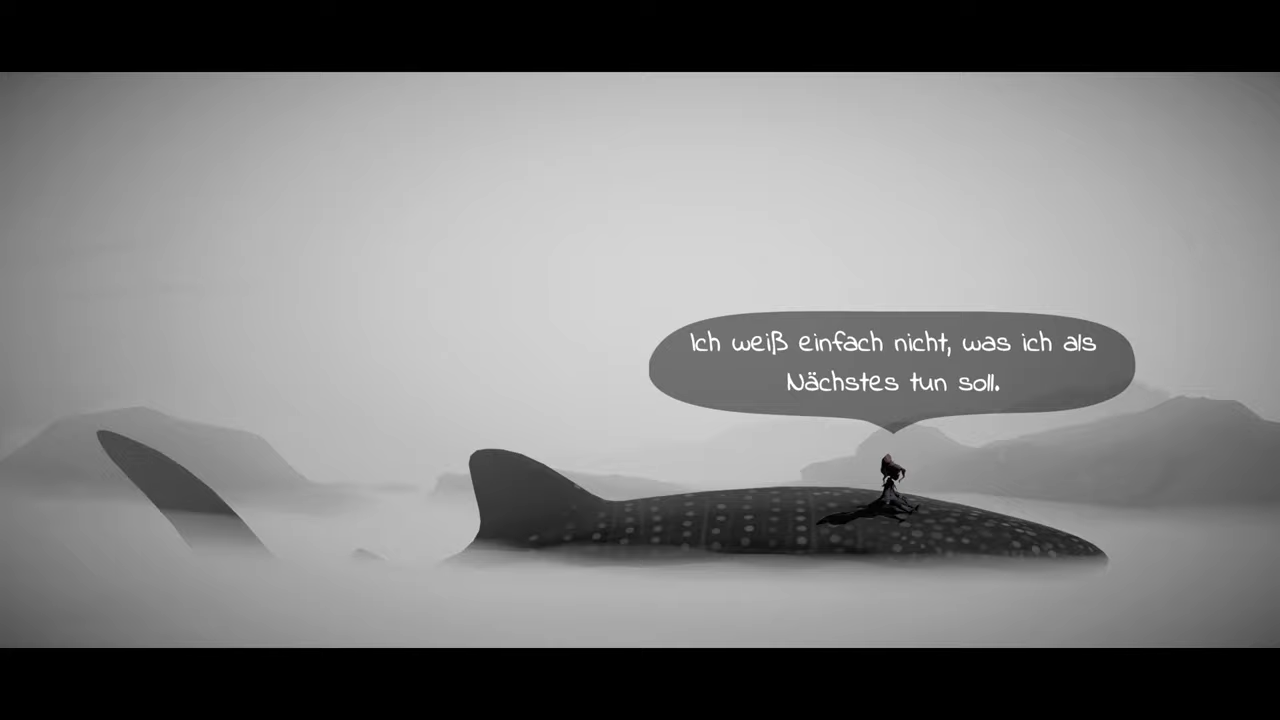 Ich weiß einfach nicht, was ich als
Nächstes tun soll.